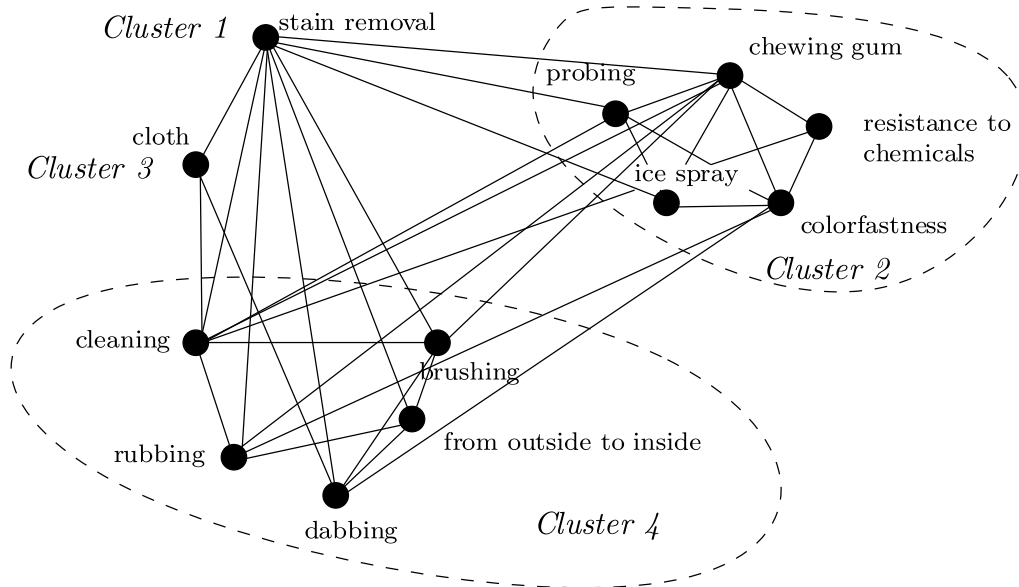 Cluster 1
stain removal
chewing gum
probing
cloth
resistance to
chemicals
Cluster 3
ice spray
colorfastness
Cluster 2
cleaning
brushing
from outside to inside
rubbing
Cluster 4
dabbing